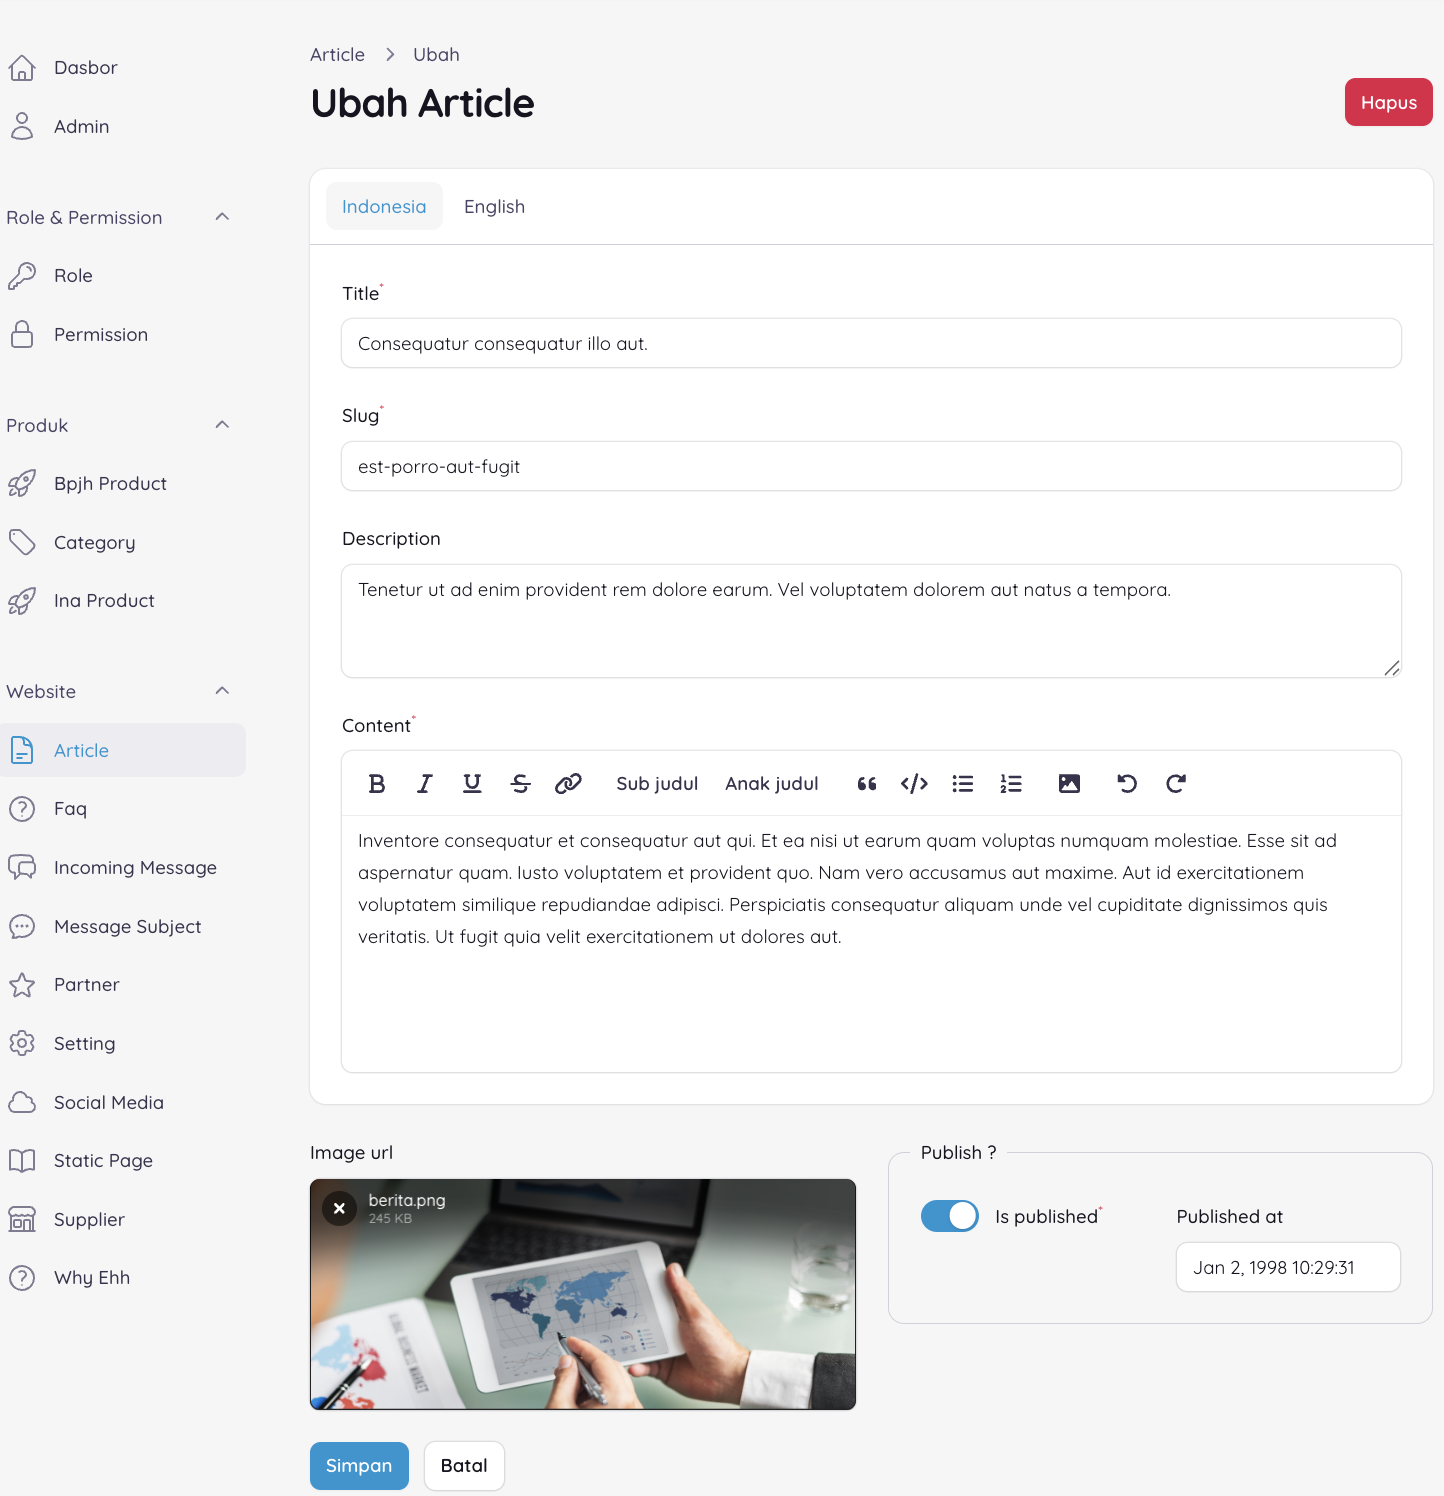 Dasbor
Admin
Role & Permission
Role
Permission
Produk
Bpjh Product
Category
Ina Product
Website
Article
Faq
Incoming Message
Message Subject
Partner
Setting
Social Media
Static Page
Supplier
Why Ehh
Article > Ubah
Ubah Article
Hapus
Indonesia English
Title*
Consequatur consequatur illo aut.
Slug*
est-porro-aut-fugit
Description
Tenetur ut ad enim provident rem dolore earum. Vel voluptatem dolorem aut natus a tempora.
Content*
Sub judul Anak judul
Inventore consequatur et consequatur aut qui. Et ea nisi ut earum quam voluptas numquam molestiae. Esse sit ad
aspernatur quam. Iusto voluptatem et provident quo. Nam vero accusamus aut maxime. Aut id exercitationem
voluptatem similique repudiandae adipisci. Perspiciatis consequatur aliquam unde vel cupiditate dignissimos quis
veritatis. Ut fugit quia velit exercitationem ut dolores aut.
Image url
berita.png
245 KB
Publish ?
Is published*
Published at
Jan 2, 1998 10:29:31
Simpan Batal